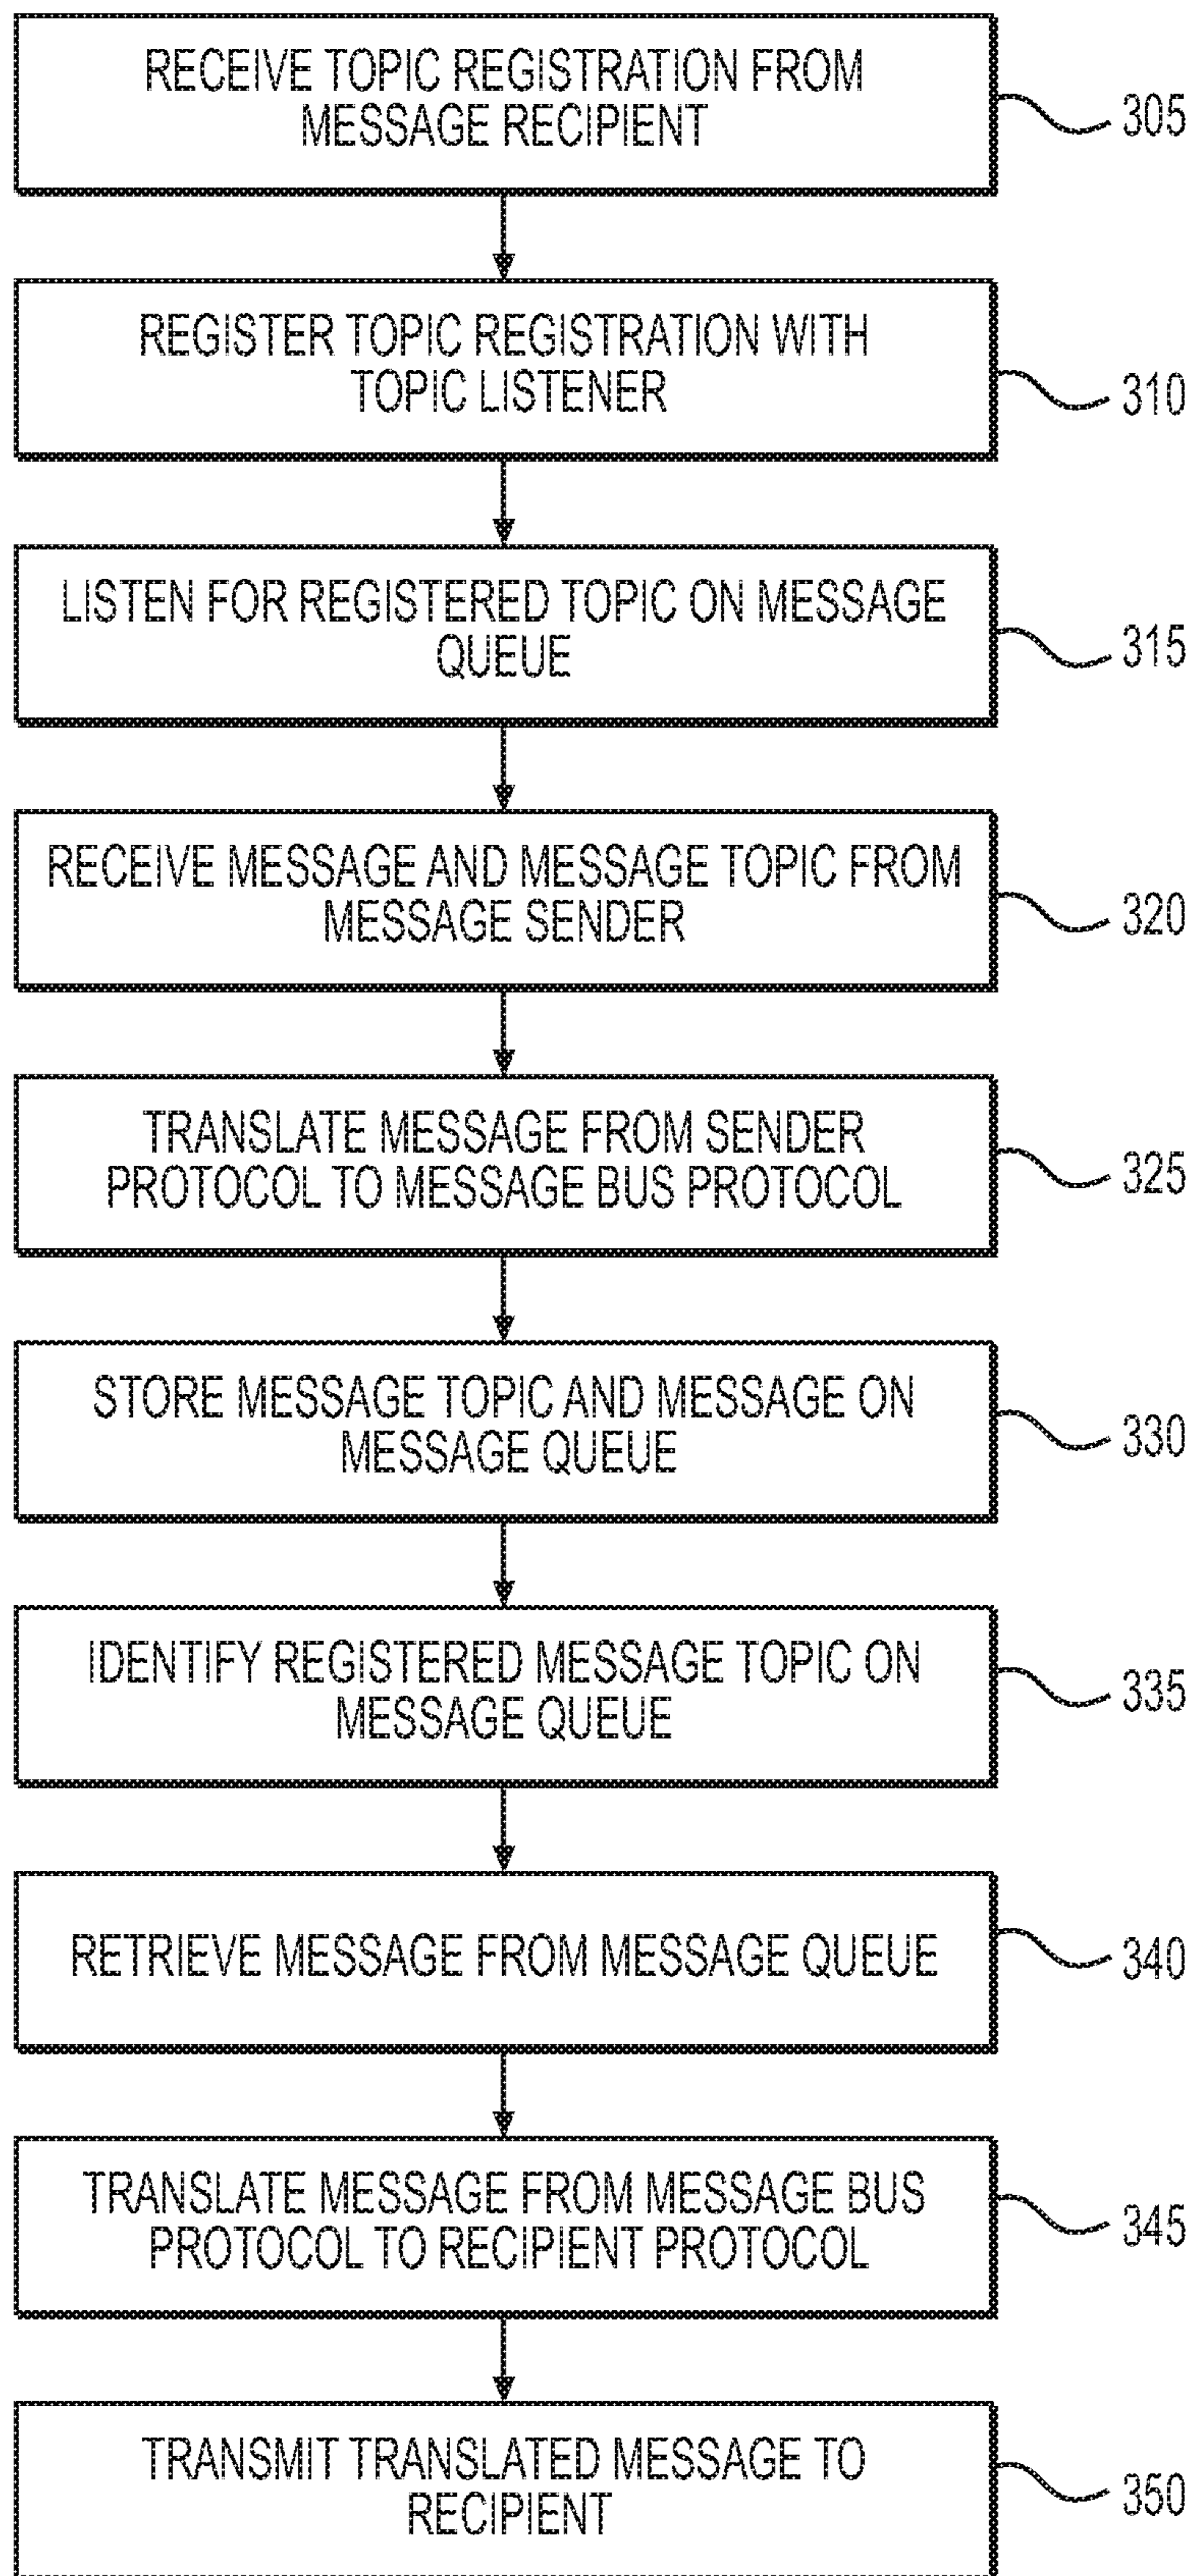 RECEIVE TOPIC REGISTRATION FROM
MESSAGE RECIPIENT
305
REGISTER TOPIC REGISTRATION WITH
TOPIC LISTENER
310
LISTEN FOR REGISTERED TOPIC ON MESSAGE
QUEUE
315
RECEIVE MESSAGE AND MESSAGE TOPIC FROM
MESSAGE SENDER
320
TRANSLATE MESSAGE FROM SENDER
PROTOCOL TO MESSAGE BUS PROTOCOL
325
STORE MESSAGE TOPIC AND MESSAGE ON
MESSAGE QUEUE
330
IDENTIFY REGISTERED MESSAGE TOPIC ON
MESSAGE QUEUE
335
RETRIEVE MESSAGE FROM MESSAGE QUEUE
340
TRANSLATE MESSAGE FROM MESSAGE BUS
PROTOCOL TO RECIPIENT PROTOCOL
345
TRANSMIT TRANSLATED MESSAGE TO
RECIPIENT
350